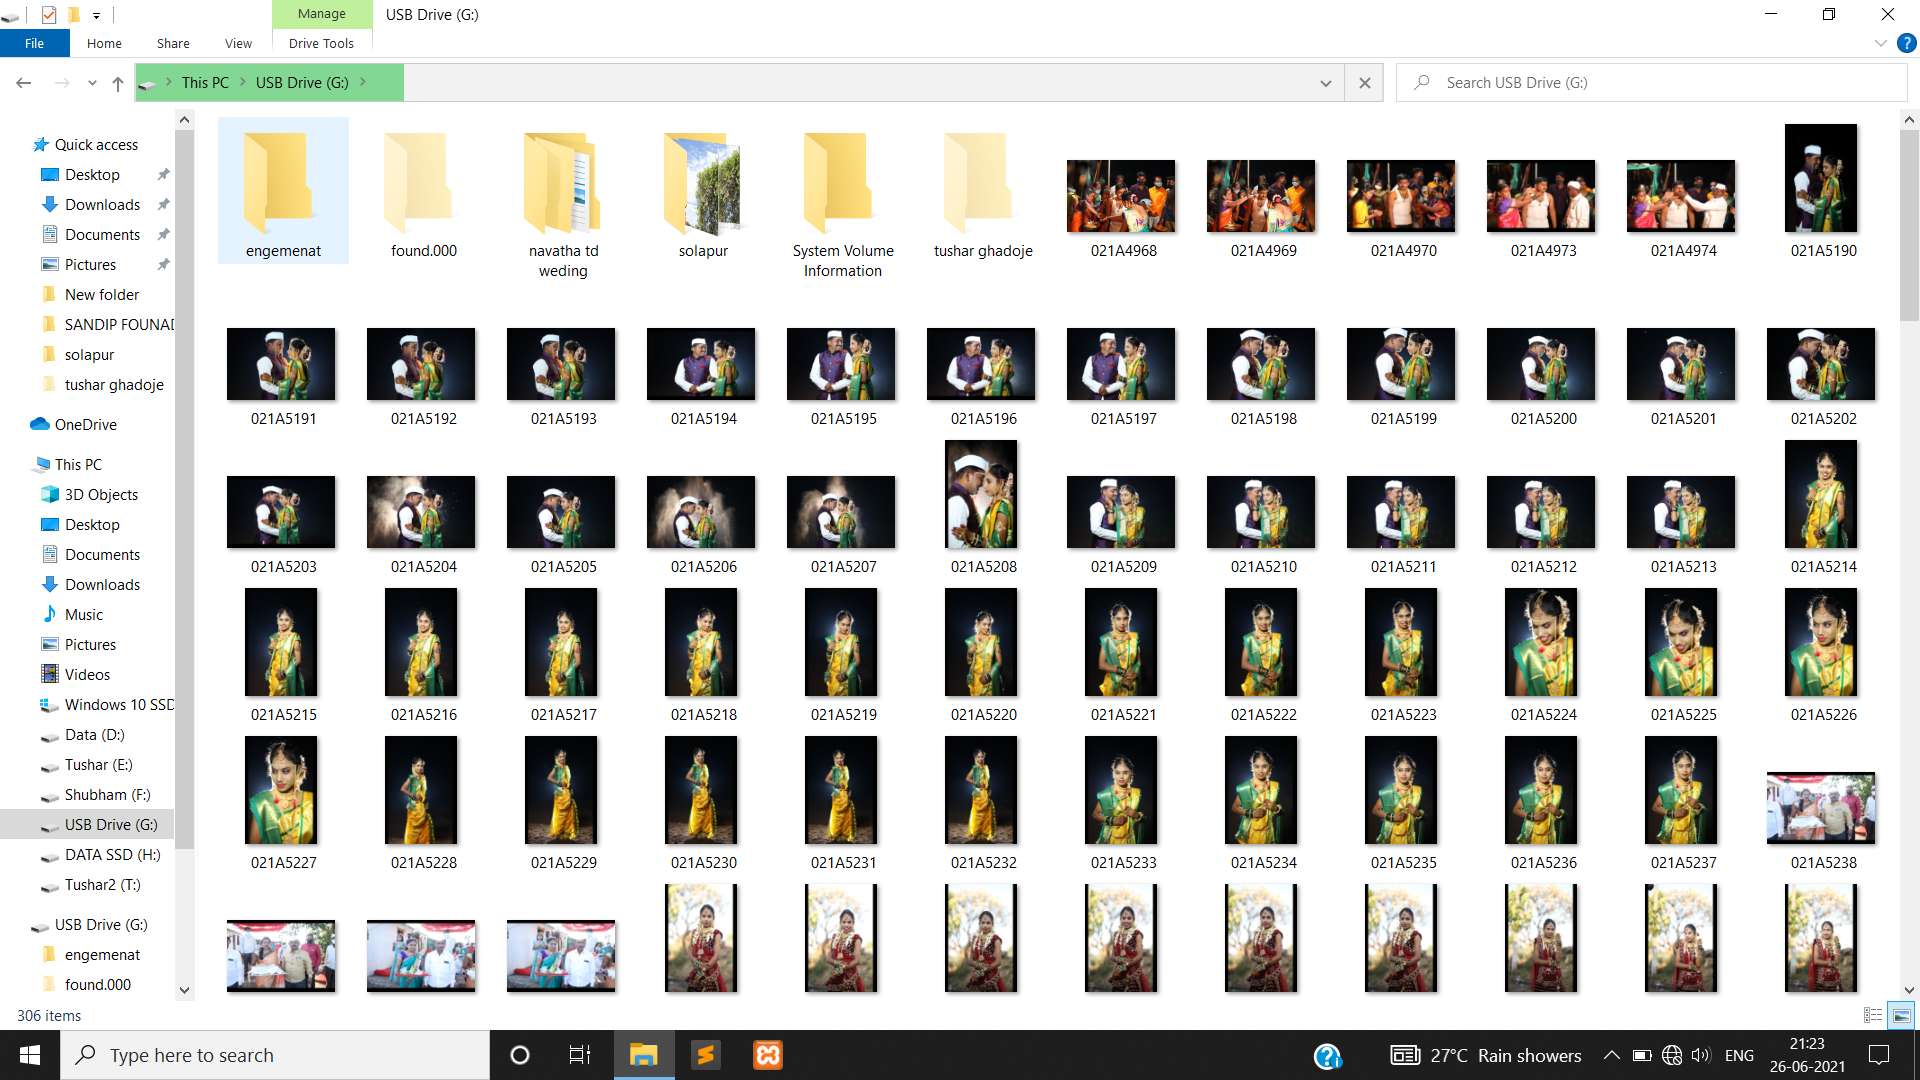 Manage
USB Drive (G:)
File
Home
Share
View
Drive Tools
This PC
USB Drive (G:)
Search USB Drive (G:)
Quick access
Desktop
Downloads
Documents
Pictures
New folder
SANDIP FOUNAD
solapur
tushar ghadoje
OneDrive
This PC
3D Objects
Desktop
Documents
Downloads
Music
Pictures
Videos
Windows 10 SSD
Data (D:)
Tushar (E:)
Shubham (F:)
USB Drive (G:)
DATA SSD (H:)
Tushar2 (T:)
USB Drive (G:)
engemenat
found.000
engemenat
found.000
navatha td
weding
solapur
System Volume
Information
tushar ghadoje
021A4968
021A4969
021A4970
021A4973
021A4974
021A5190
021A5191
021A5192
021A5193
021A5194
021A5195
021A5196
021A5197
021A5198
021A5199
021A5200
021A5201
021A5202
021A5203
021A5204
021A5205
021A5206
021A5207
021A5208
021A5209
021A5210
021A5211
021A5212
021A5213
021A5214
021A5215
021A5216
021A5217
021A5218
021A5219
021A5220
021A5221
021A5222
021A5223
021A5224
021A5225
021A5226
021A5227
021A5228
021A5229
021A5230
021A5231
021A5232
021A5233
021A5234
021A5235
021A5236
021A5237
021A5238
306 items
Type here to search
27°C Rain showers
ENG
21:23
26-06-2021